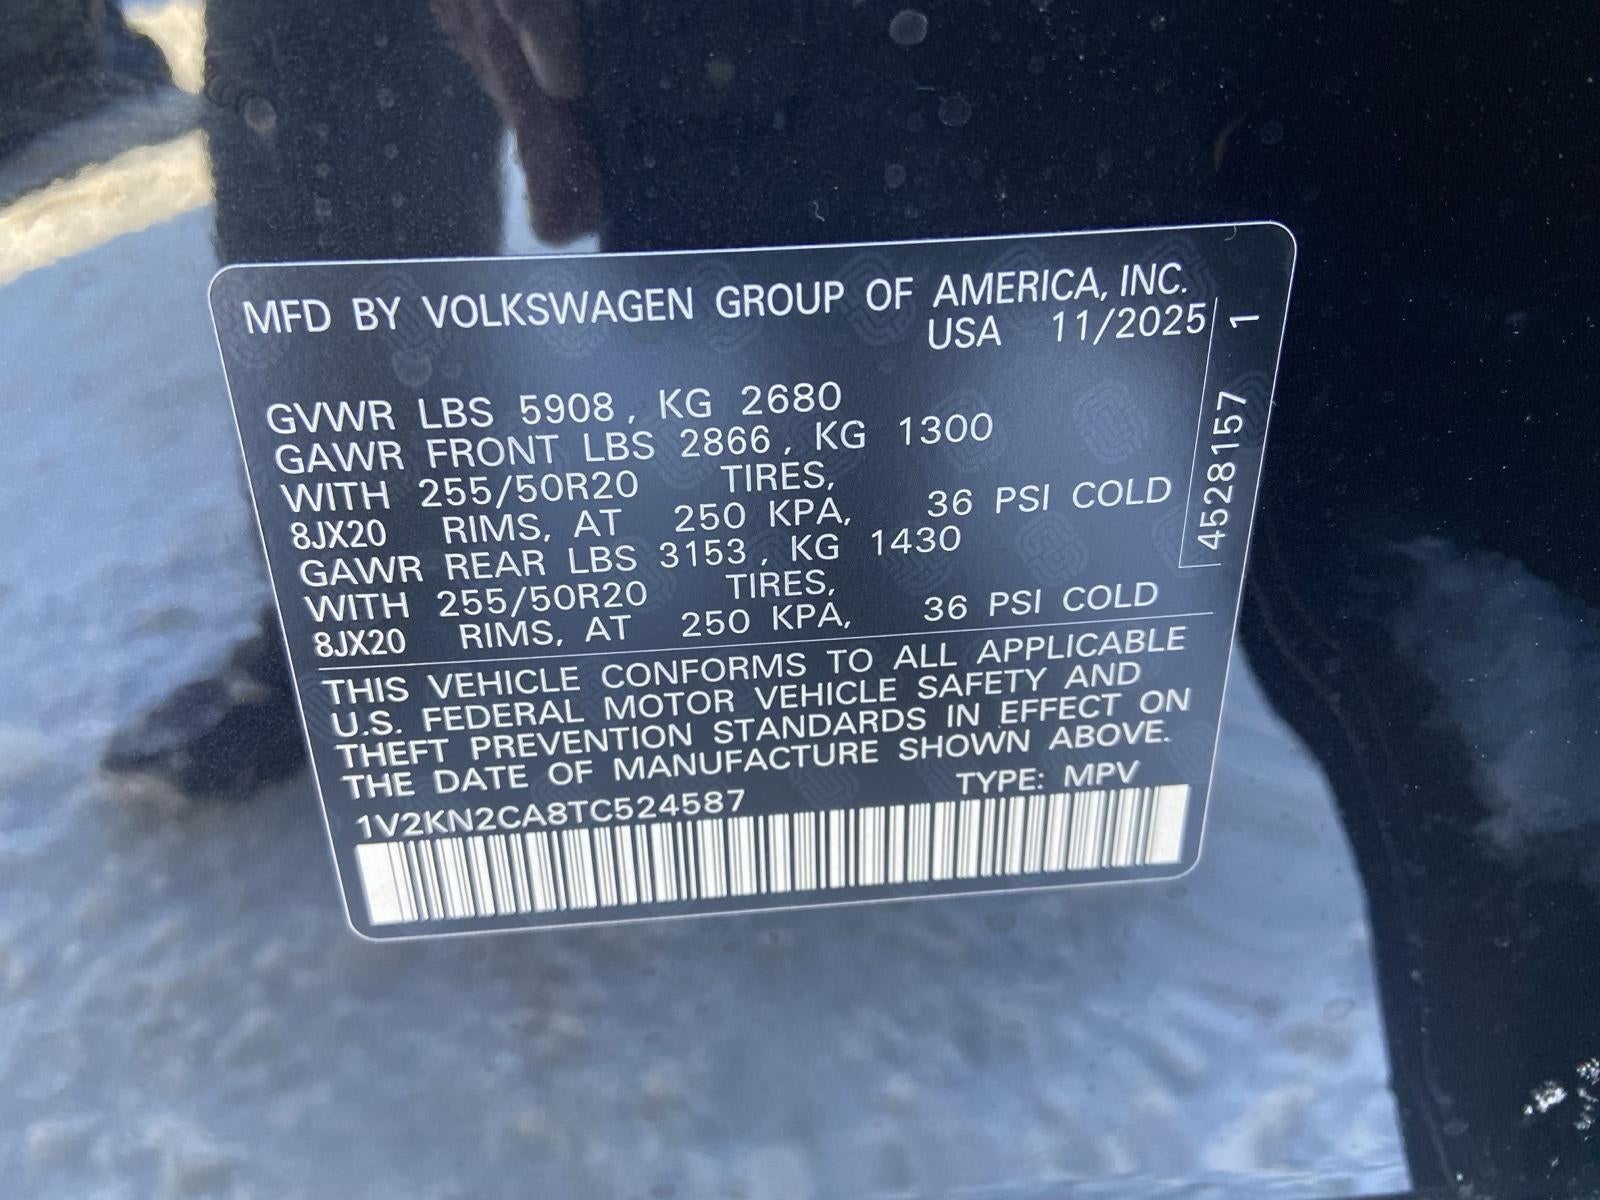 MFD BY VOLKSWAGEN GROUP OF AMERICA, INC.
USA 11/2025
GVWR LBS 5908, KG 2680
GAWR FRONT LBS 2866, KG 1300
WITH 255/50R20 TIRES,
8JX20 RIMS, AT 250 KPA, 36 PSI COLD
GAWR REAR LBS 3153, KG 1430
WITH 255/50R20 TIRES,
8JX20 RIMS, AT 250 KPA, 36 PSI COLD
THIS VEHICLE CONFORMS TO ALL APPLICABLE
U.S. FEDERAL MOTOR VEHICLE SAFETY AND
THEFT PREVENTION STANDARDS IN EFFECT ON
THE DATE OF MANUFACTURE SHOWN ABOVE.
TYPE: MPV
1V2KN2CA8TC524587
4528157 1